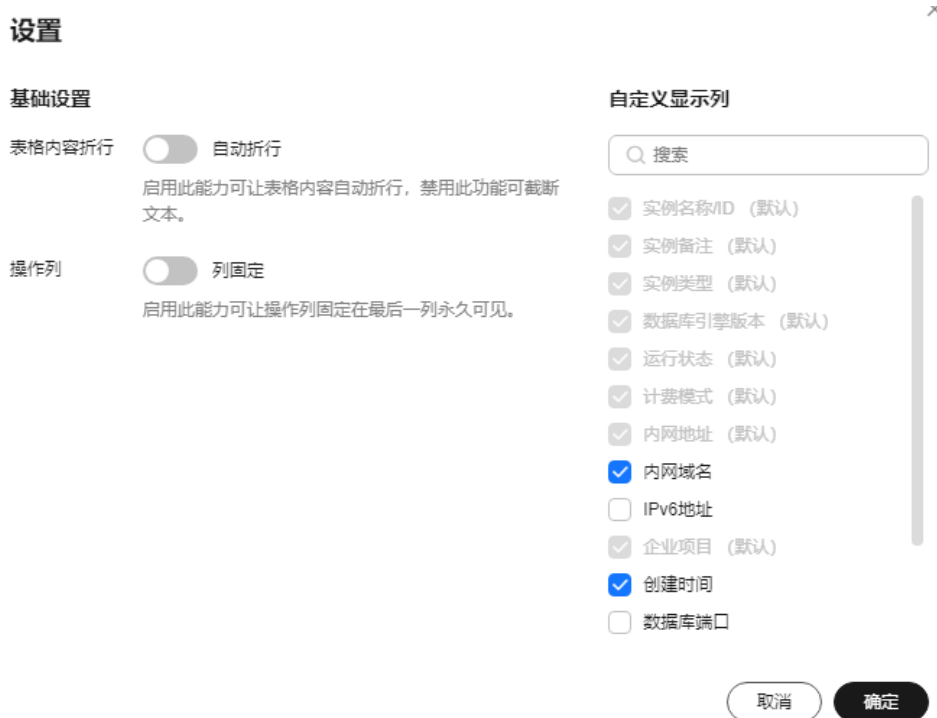 设置
基础设置
表格内容折行
自动折行
启用此能力可让表格内容自动折行，禁用此功能可截断
文本。
操作列
列固定
启用此能力可让操作列固定在最后一列永久可见。
自定义显示列
搜索
实例名称/ID （默认）
实例备注 （默认）
实例类型 （默认）
数据库引擎版本 （默认）
运行状态 （默认）
计费模式 （默认）
内网地址 （默认）
内网域名
IPv6地址
企业项目 （默认）
创建时间
数据库端口
取消
确定